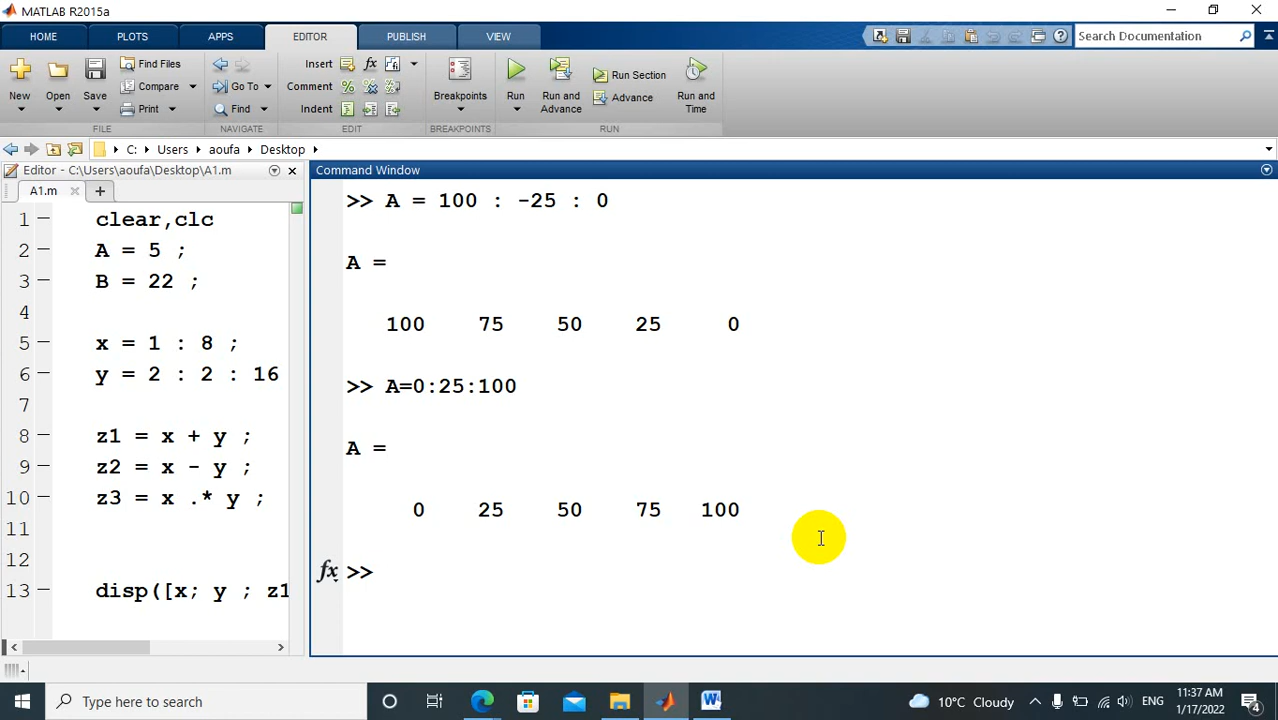 MATLAB R2015a
HOME PLOTS APPS EDITOR PUBLISH VIEW Search Documentation
New Open Save Find Files Compare Print
Go To Find
Insert fx
Comment
Indent
Breakpoints
Run Run and Advance Run Section Advance Run and Time
FILE NAVIGATE EDIT BREAKPOINTS RUN
C: Users aoufa Desktop
Editor - C:\Users\aoufa\Desktop\A1.m
A1.m +
1 — clear,clc
2 — A = 5 ;
3 — B = 22 ;
4
5 — x = 1 : 8 ;
6 — y = 2 : 2 : 16
7
8 — z1 = x + y ;
9 — z2 = x - y ;
10 — z3 = x .* y ;
11
12
13 — disp([x; y ; z1
Command Window
>> A = 100 : -25 : 0
A =
100 75 50 25 0
>> A=0:25:100
A =
0 25 50 75 100
fx >>
Type here to search
10°C Cloudy
ENG
11:37 AM
1/17/2022
4